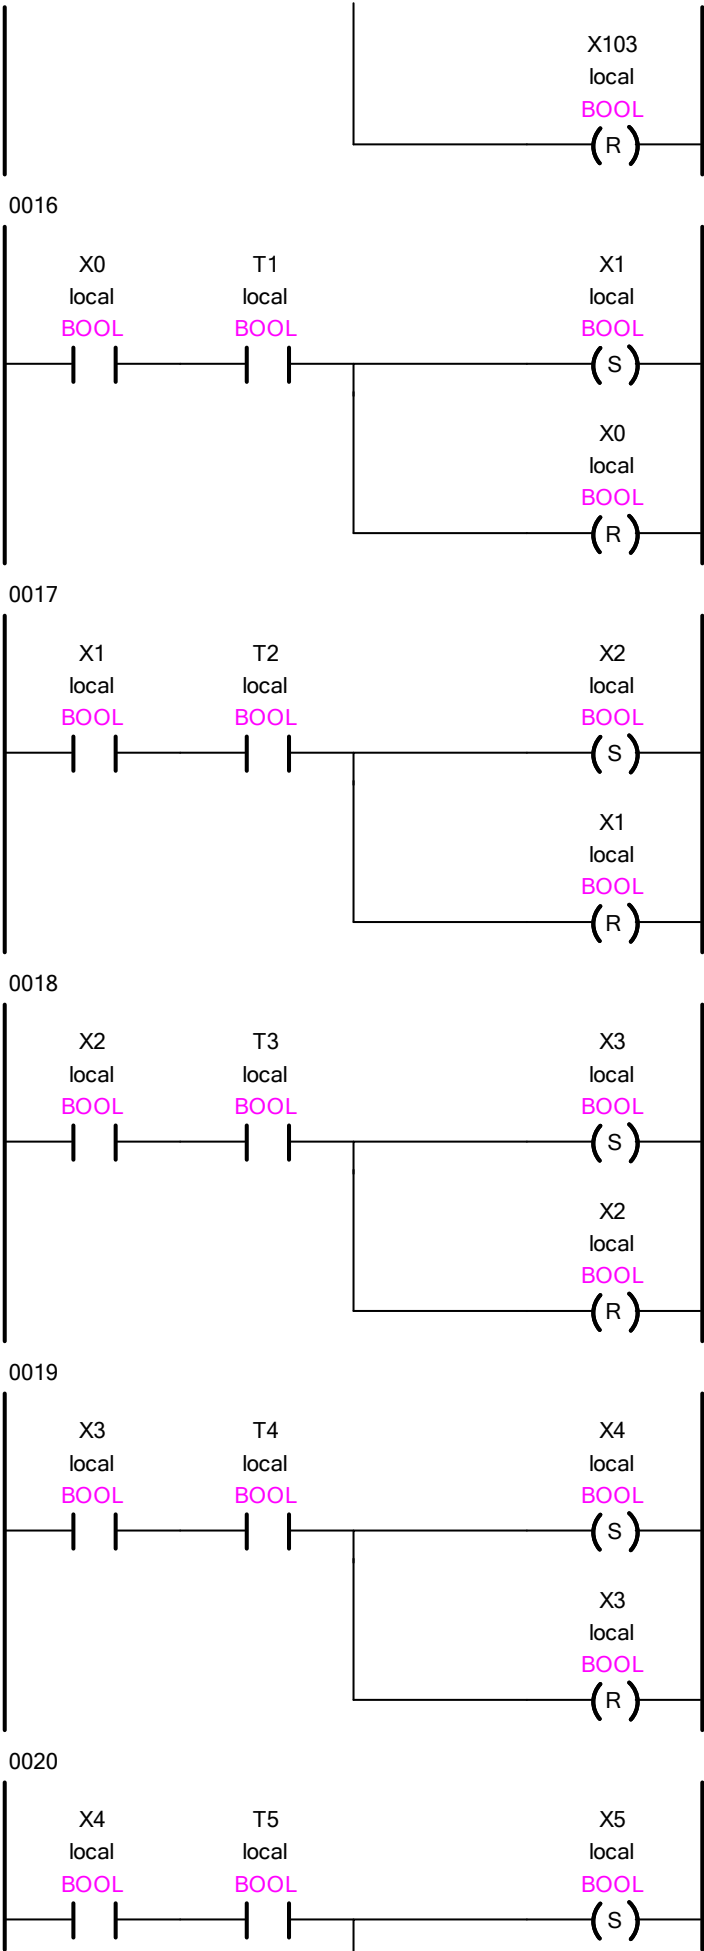 X103
local
BOOL
R
0016
X0 T1 X1
local local local
BOOL BOOL BOOL
S
X0
local
BOOL
R
0017
X1 T2 X2
local local local
BOOL BOOL BOOL
S
X1
local
BOOL
R
0018
X2 T3 X3
local local local
BOOL BOOL BOOL
S
X2
local
BOOL
R
0019
X3 T4 X4
local local local
BOOL BOOL BOOL
S
X3
local
BOOL
R
0020
X4 T5 X5
local local local
BOOL BOOL BOOL
S